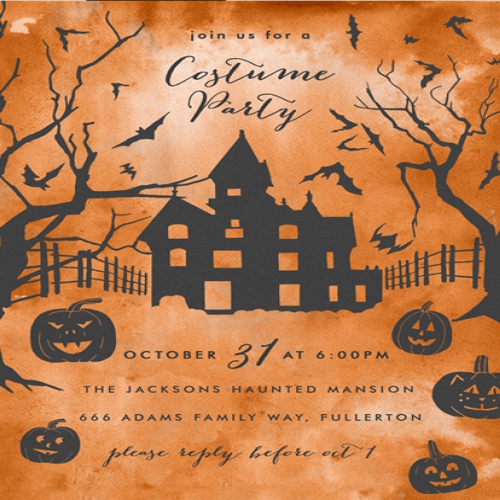 join us for a
Costume
Party
OCTOBER 31 AT 6:00PM
THE JACKSONS HAUNTED MANSION
666 ADAMS FAMILY WAY, FULLERTON
please reply before oct 1